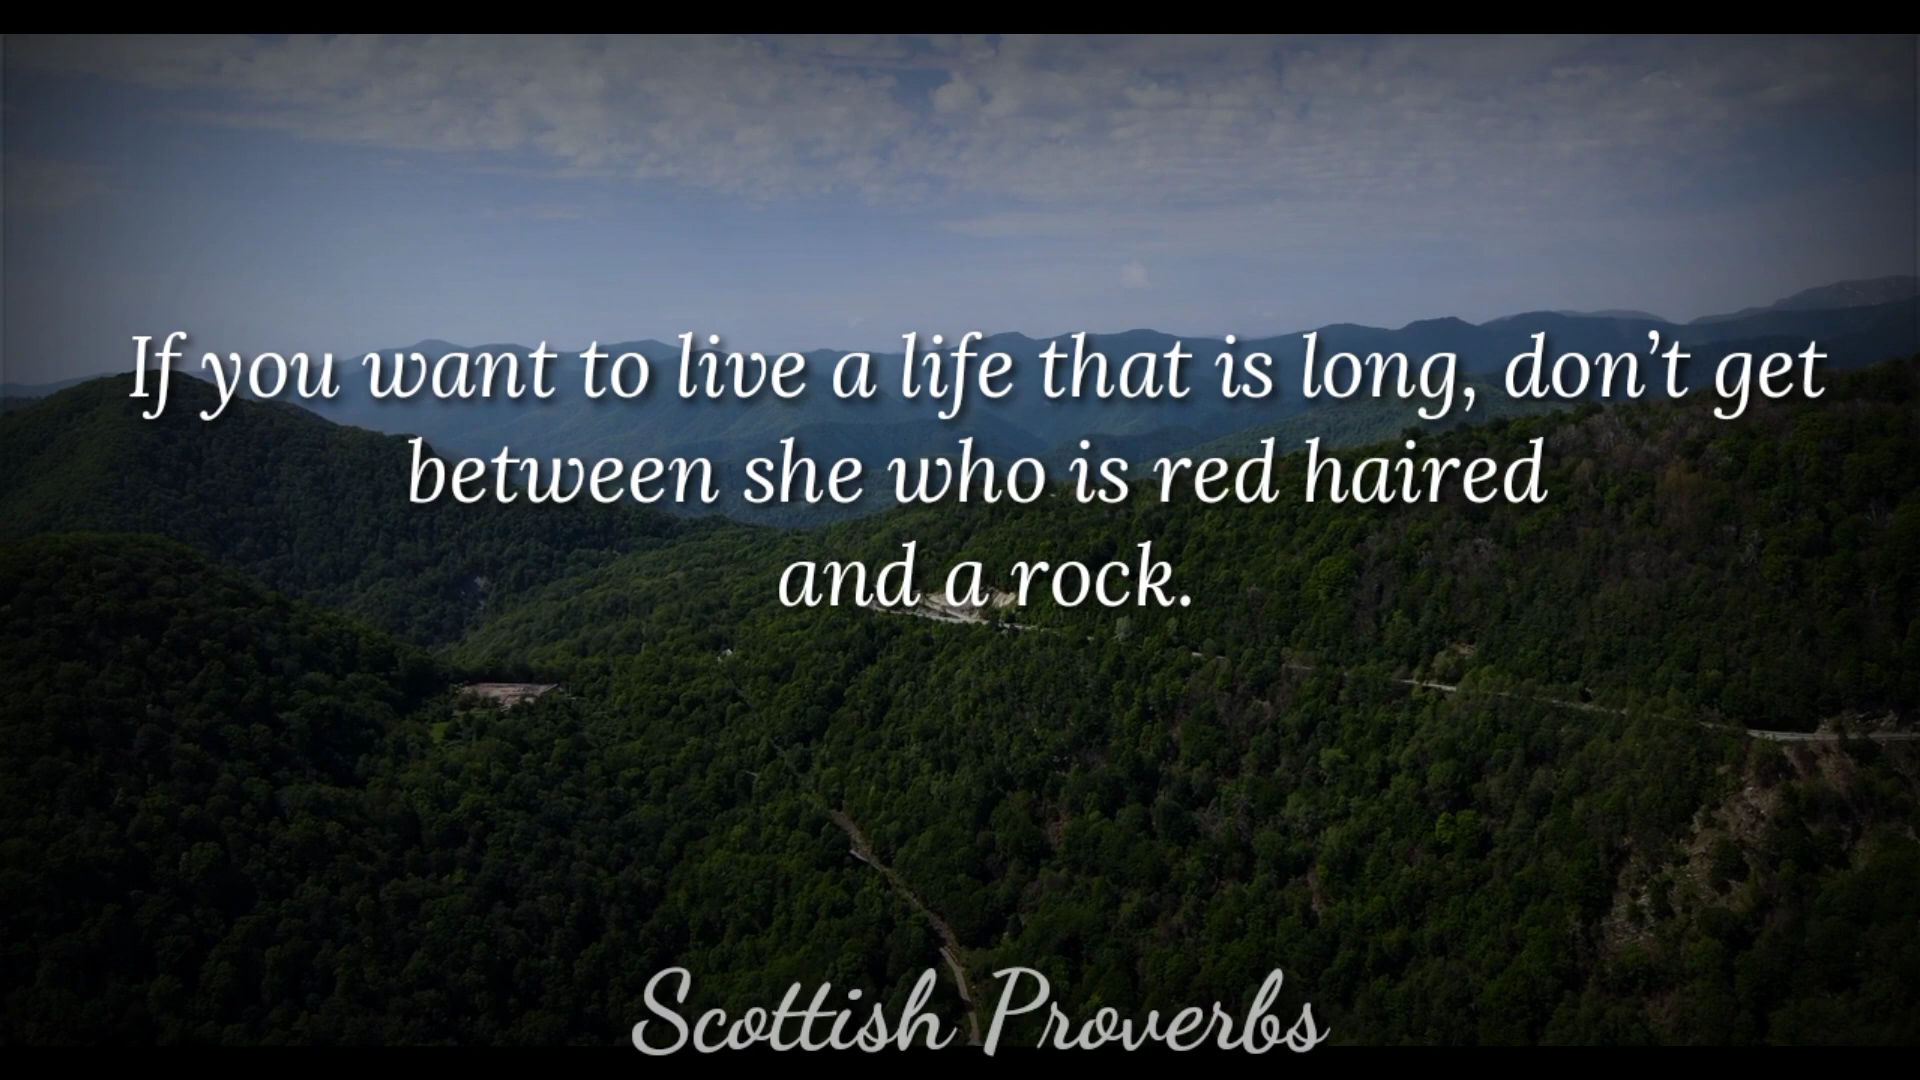 If you want to live a life that is long, don’t get
between she who is red haired
and a rock.
Scottish Proverbs